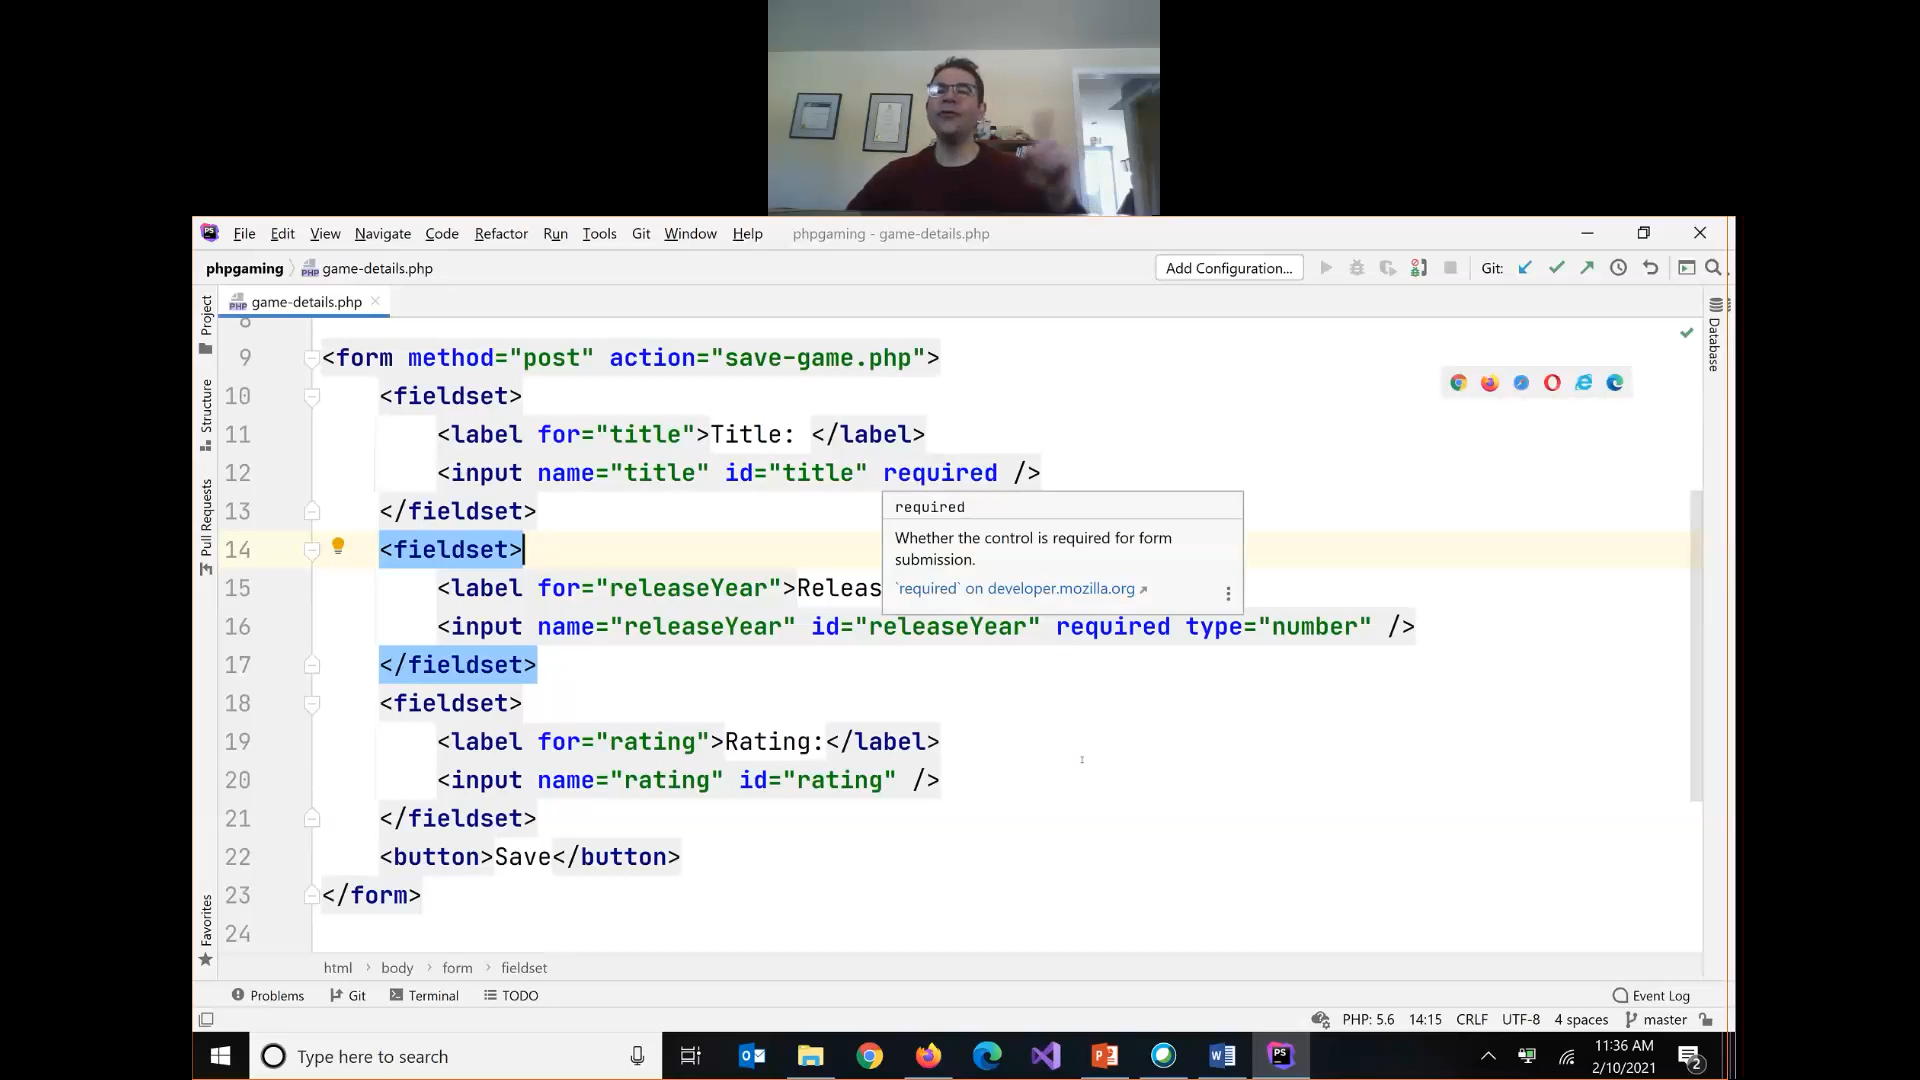 File Edit View Navigate Code Refactor Run Tools Git Window Help phpgaming - game-details.php
phpgaming game-details.php Add Configuration... Git:
game-details.php
Project
Structure
Pull Requests
Favorites
Database
8
9 <form method="post" action="save-game.php">
10 <fieldset>
11 <label for="title">Title: </label>
12 <input name="title" id="title" required />
13 </fieldset>
14 <fieldset>
15 <label for="releaseYear">Releas
16 <input name="releaseYear" id="releaseYear" required type="number" />
17 </fieldset>
18 <fieldset>
19 <label for="rating">Rating:</label>
20 <input name="rating" id="rating" />
21 </fieldset>
22 <button>Save</button>
23 </form>
24
required
Whether the control is required for form
submission.
`required` on developer.mozilla.org
html body form fieldset
Problems Git Terminal TODO Event Log
PHP: 5.6 14:15 CRLF UTF-8 4 spaces master
Type here to search
11:36 AM
2/10/2021
2